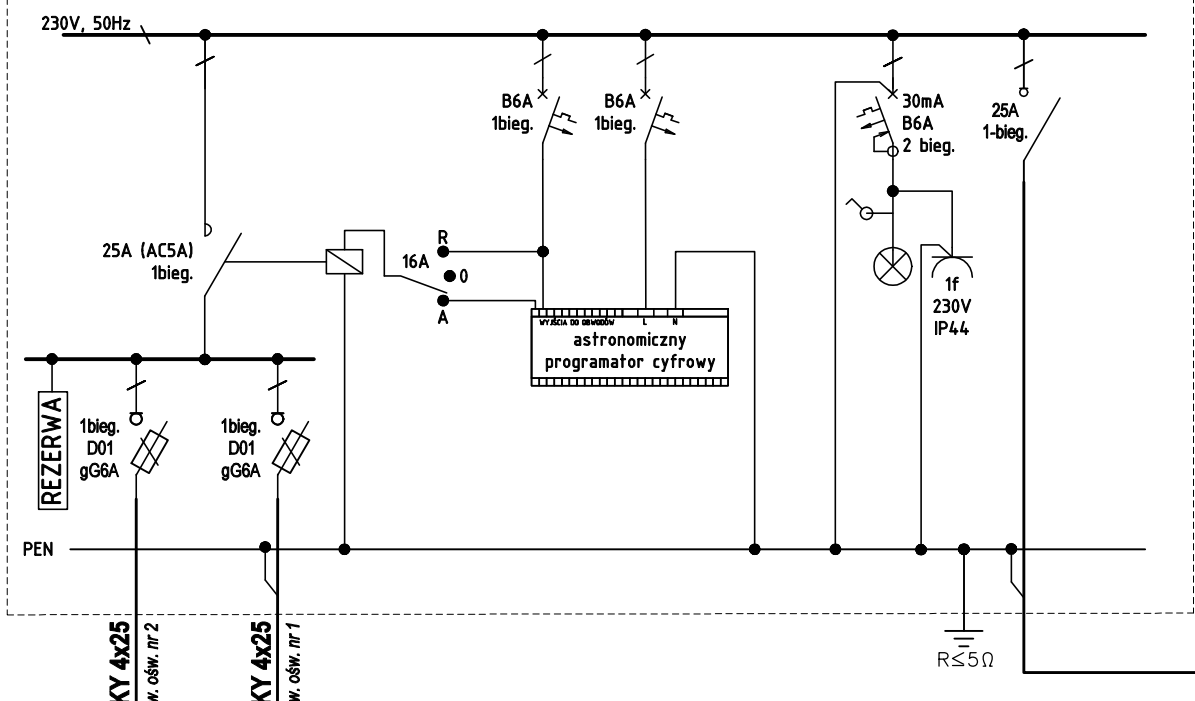 230V, 50Hz
B6A
1bieg.
B6A
1bieg.
30mA
B6A
2 bieg.
25A
1-bieg.
25A (AC5A)
1bieg.
R
16A
0
A
WYJŚCIA DO OBWODÓW L N
astronomiczny
programator cyfrowy
1f
230V
IP44
REZERWA
1bieg.
D01
gG6A
1bieg.
D01
gG6A
PEN
KY 4x25
w. ośw. nr 2
KY 4x25
w. ośw. nr 1
R≤5Ω